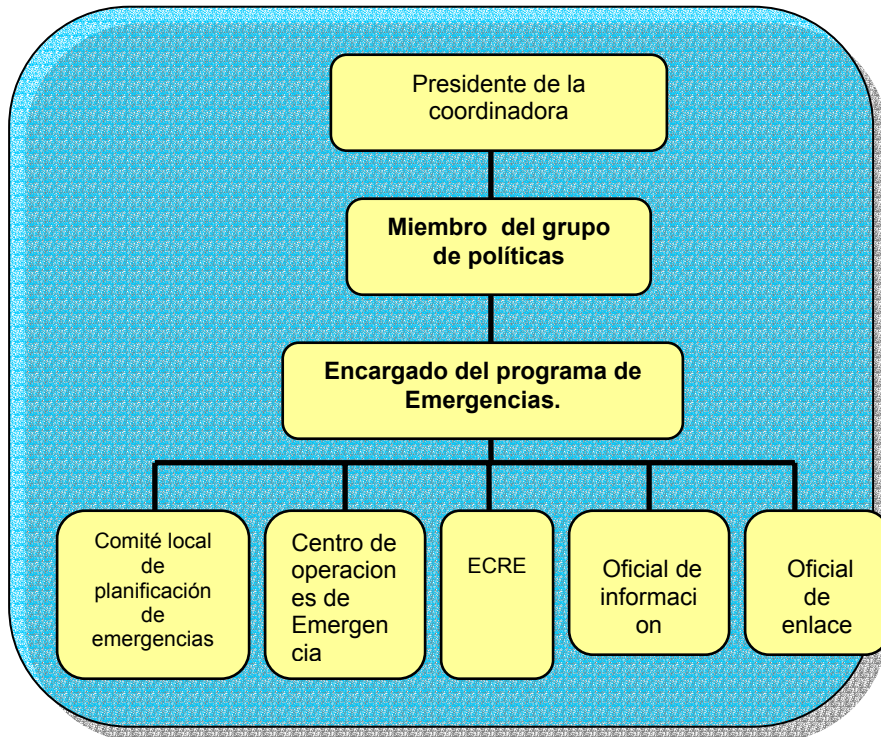 Presidente de la
coordinadora
Miembro del grupo
de políticas
Encargado del programa de
Emergencias.
Comité local
de
planificación
de
emergencias
Centro de
operacion
es de
Emergen
cia
ECRE
Oficial de
informaci
on
Oficial
de
enlace